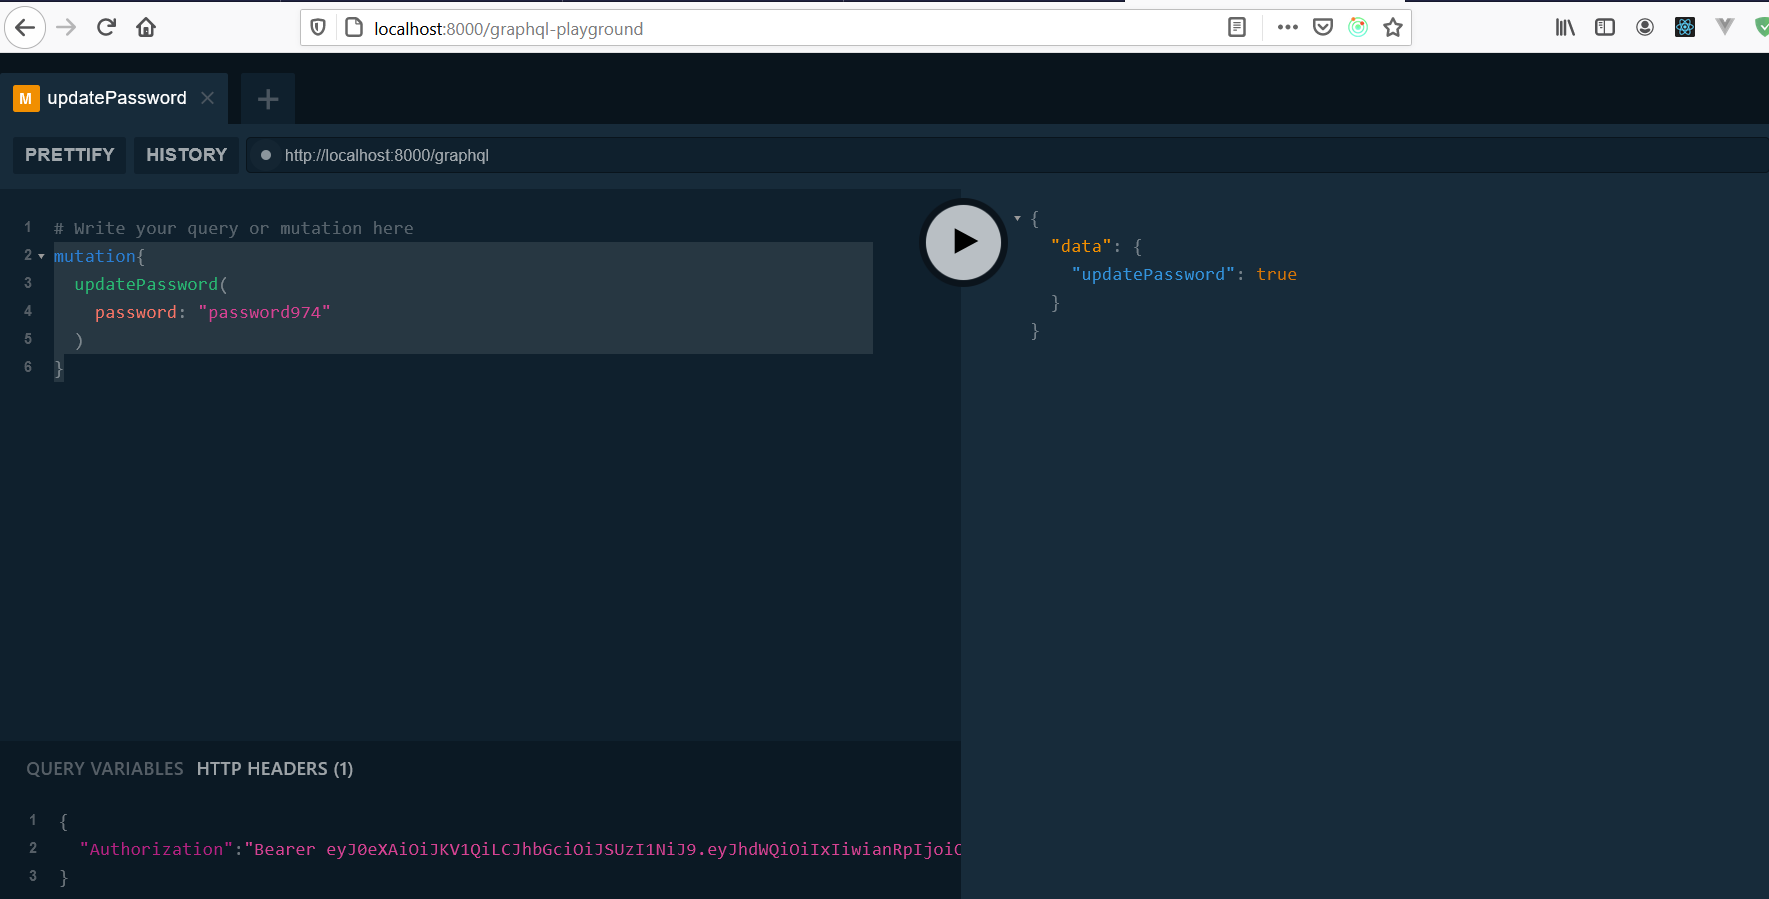 localhost:8000/graphql-playground
M updatePassword
PRETTIFY HISTORY http://localhost:8000/graphql
1 # Write your query or mutation here
2 mutation{
3 updatePassword(
4 password: "password974"
5 )
6 }
{
"data": {
"updatePassword": true
}
}
QUERY VARIABLES HTTP HEADERS (1)
1 {
2 "Authorization":"Bearer eyJ0eXAiOiJKV1QiLCJhbGciOiJSUzI1NiJ9.eyJhdWQiOiIxIiwianRpIjoiC
3 }